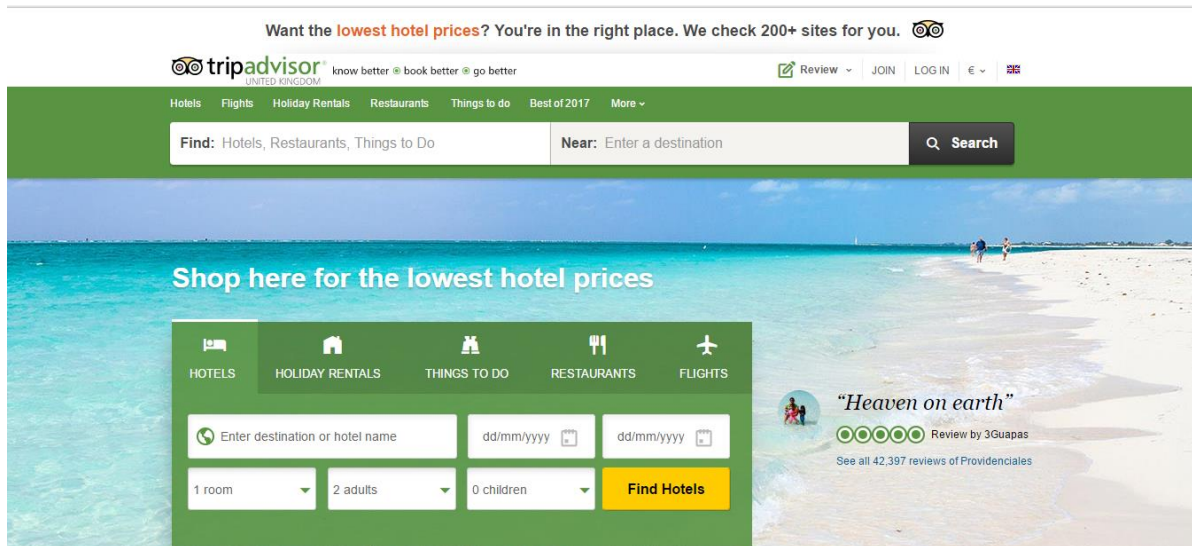 Want the lowest hotel prices? You're in the right place. We check 200+ sites for you.
tripadvisor®
UNITED KINGDOM
know better book better go better
Review JOIN LOG IN €
Hotels Flights Holiday Rentals Restaurants Things to do Best of 2017 More
Find: Hotels, Restaurants, Things to Do Near: Enter a destination Search
Shop here for the lowest hotel prices
HOTELS HOLIDAY RENTALS THINGS TO DO RESTAURANTS FLIGHTS
Enter destination or hotel name dd/mm/yyyy dd/mm/yyyy
1 room 2 adults 0 children Find Hotels
“Heaven on earth”
Review by 3Guapas
See all 42,397 reviews of Providenciales